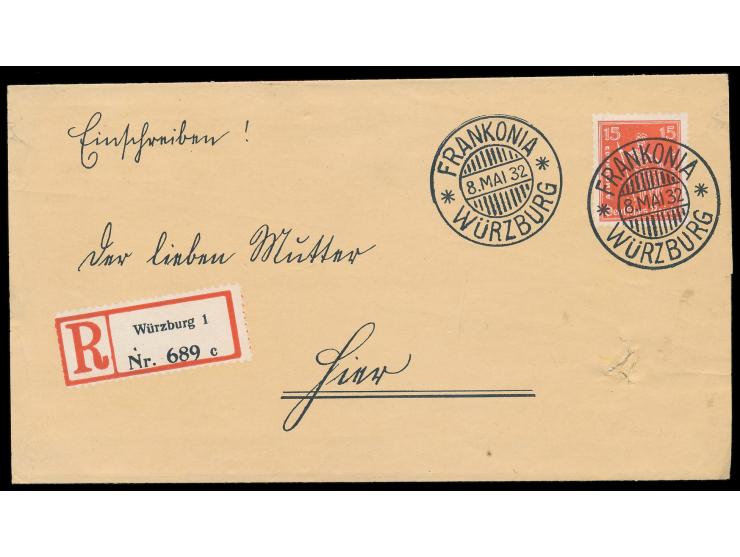 Einschreiben!
FRANKONIA
8.MAI 32
* WÜRZBURG *
15 15
FRANKONIA
8.MAI 32
* WÜRZBURG *
Der lieben Mutter
R
Würzburg 1
Nr. 689 c
Hier